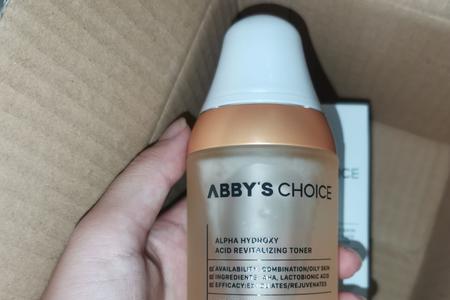 ABBY'S CHOICE
ALPHA HYDROXY
ACID REVITALIZING TONER
AVAILABILITY: COMBINATION/OILY SKIN
INGREDIENTS: AHA, LACTOBIONIC ACID
EFFICACY: EXFOLIATES/REJUVENATES